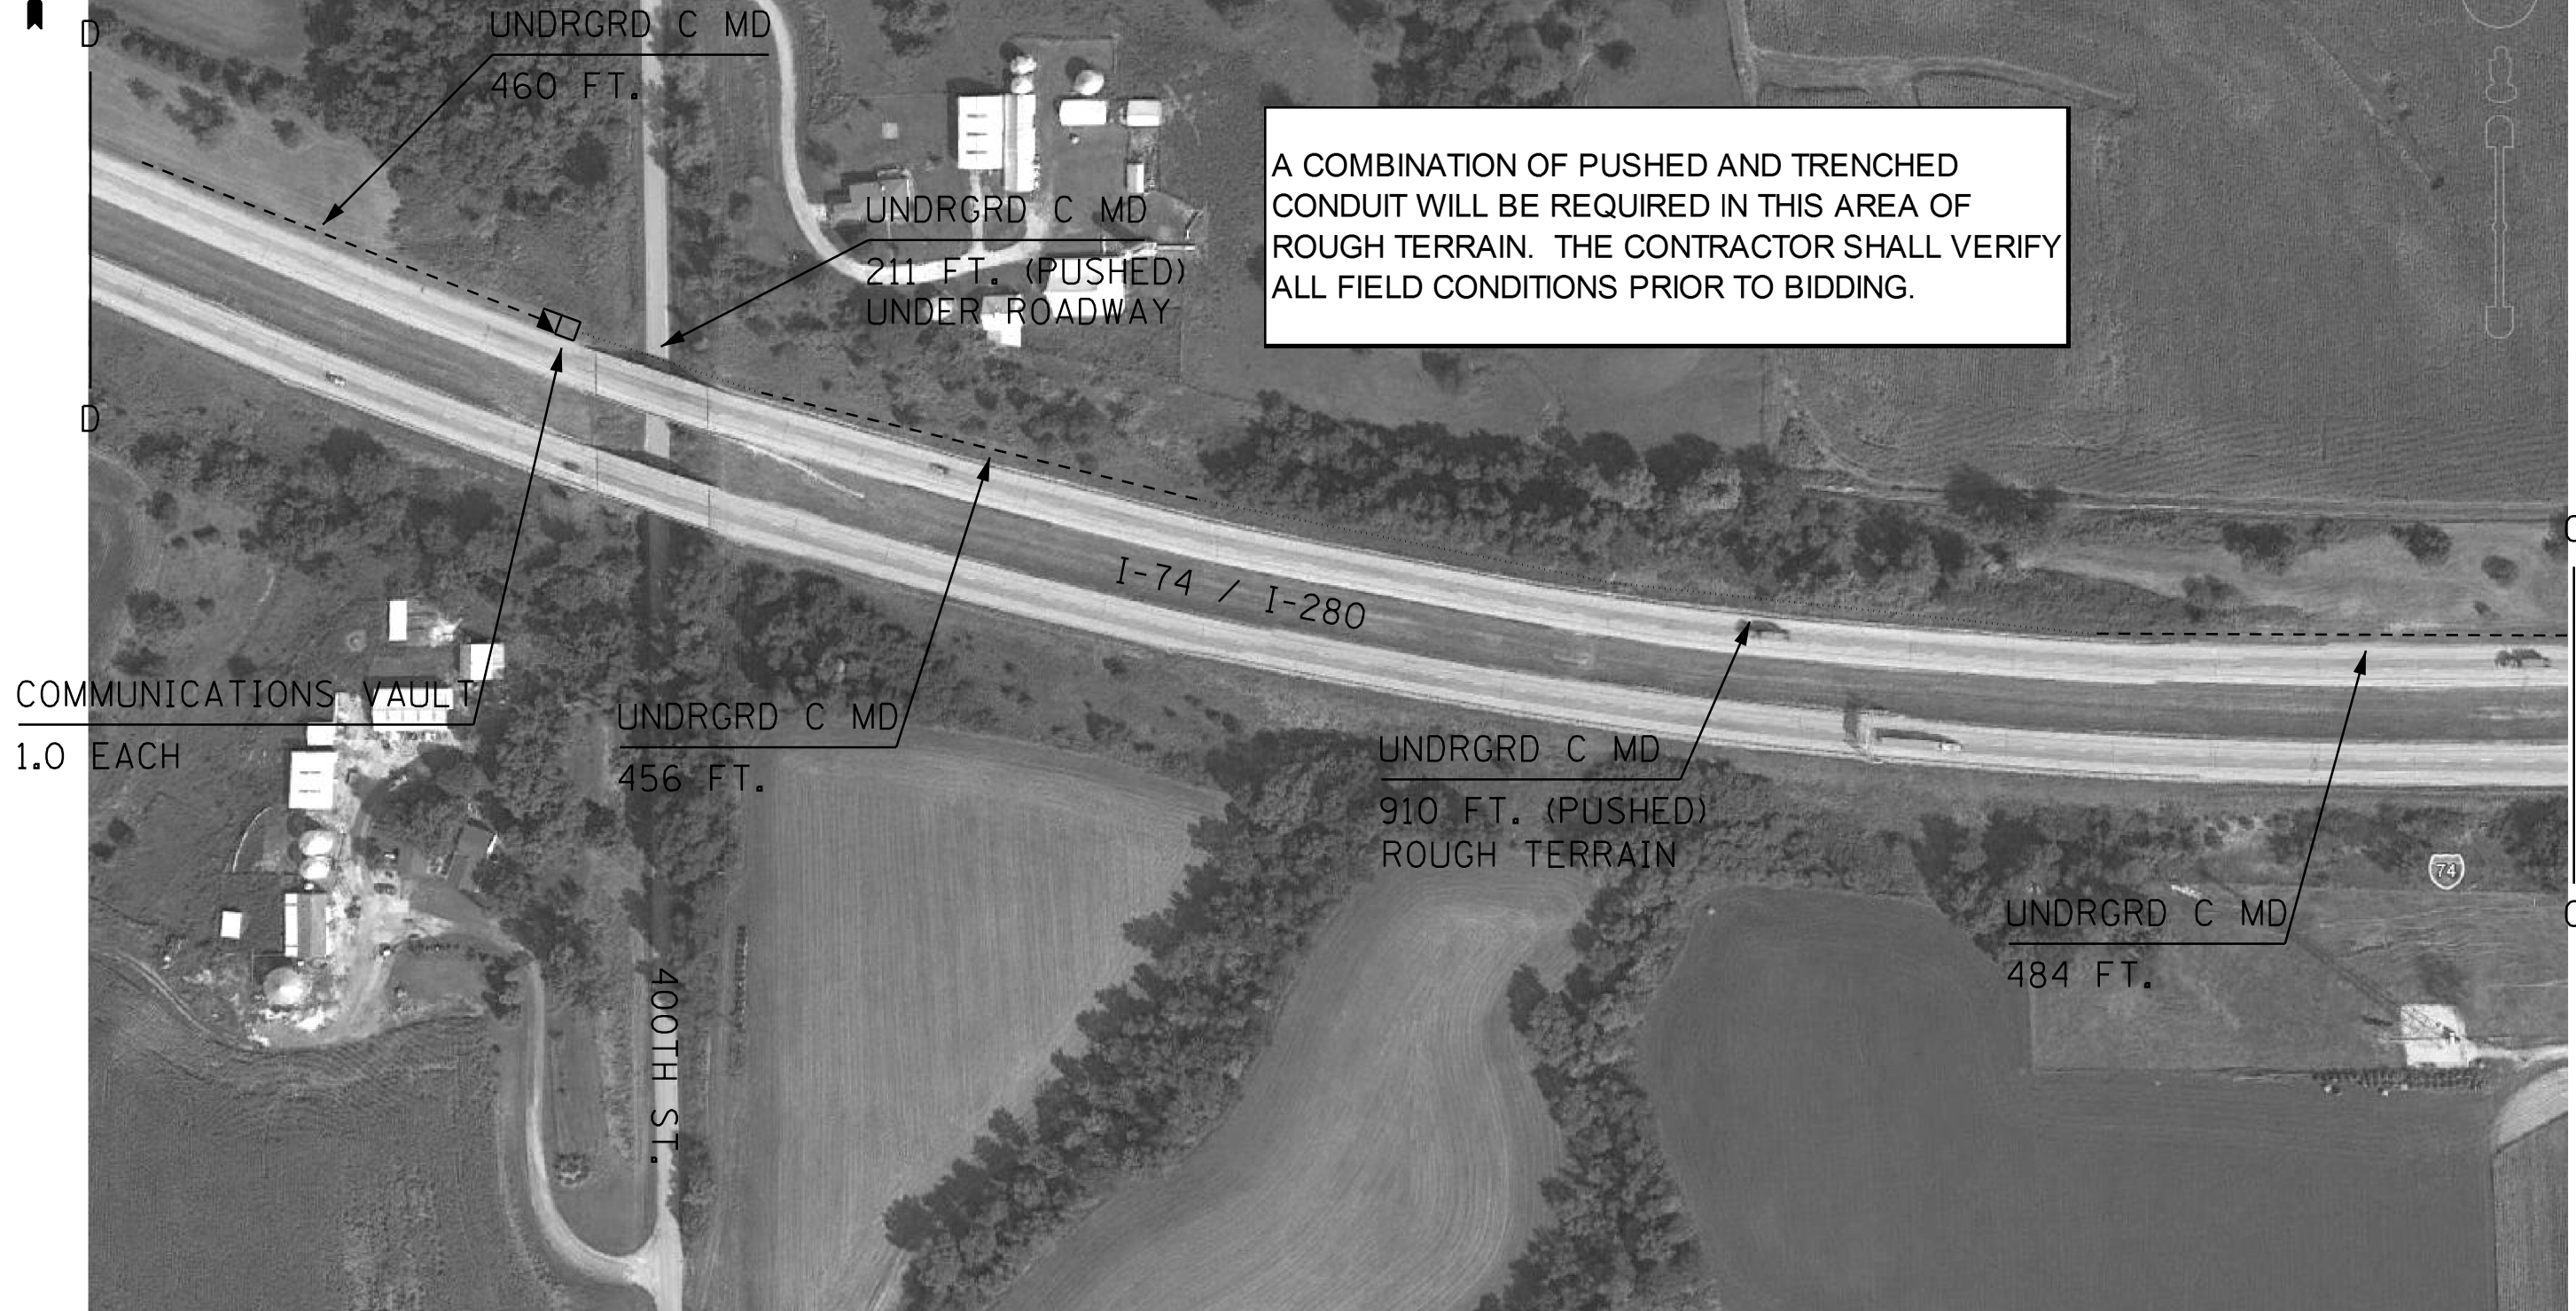 D
UNDRGRD C MD
460 FT.
UNDRGRD C MD
211 FT. (PUSHED)
UNDER ROADWAY
A COMBINATION OF PUSHED AND TRENCHED
CONDUIT WILL BE REQUIRED IN THIS AREA OF
ROUGH TERRAIN. THE CONTRACTOR SHALL VERIFY
ALL FIELD CONDITIONS PRIOR TO BIDDING.
D
I-74 / I-280
COMMUNICATIONS VAULT
1.0 EACH
UNDRGRD C MD
456 FT.
UNDRGRD C MD
910 FT. (PUSHED)
ROUGH TERRAIN
74
UNDRGRD C MD
484 FT.
400TH ST.